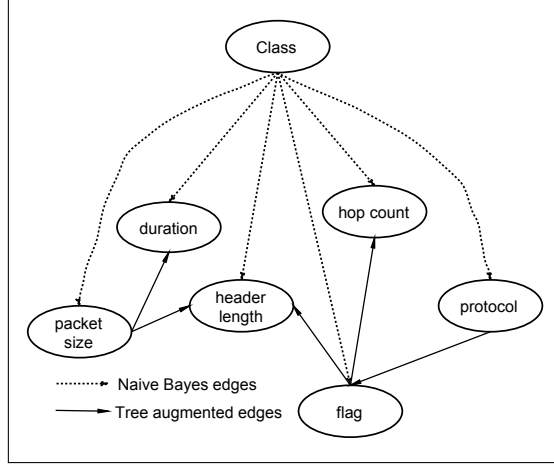 Class
duration
hop count
header
length
packet
size
protocol
Naive Bayes edges
Tree augmented edges
flag